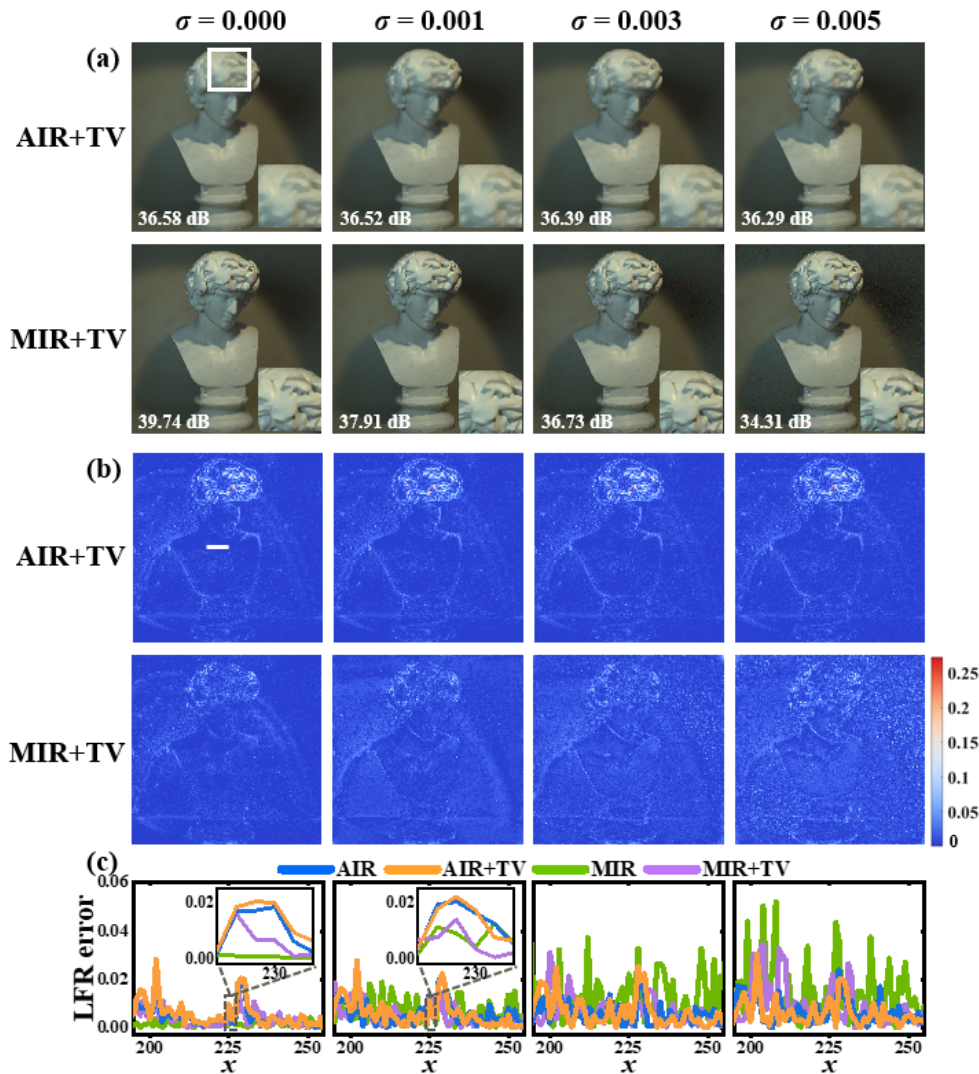 σ = 0.000 σ = 0.001 σ = 0.003 σ = 0.005
(a)
AIR+TV
36.58 dB 36.52 dB 36.39 dB 36.29 dB
MIR+TV
39.74 dB 37.91 dB 36.73 dB 34.31 dB
(b)
AIR+TV
MIR+TV
0.25
0.2
0.15
0.1
0.05
0
(c) AIR AIR+TV MIR MIR+TV
LFR error
0.06
0.04
0.02
0.00
0.02 0.02
0.00 0.00
230 230
200 225 250 200 225 250 200 225 250 200 225 250
x x x x